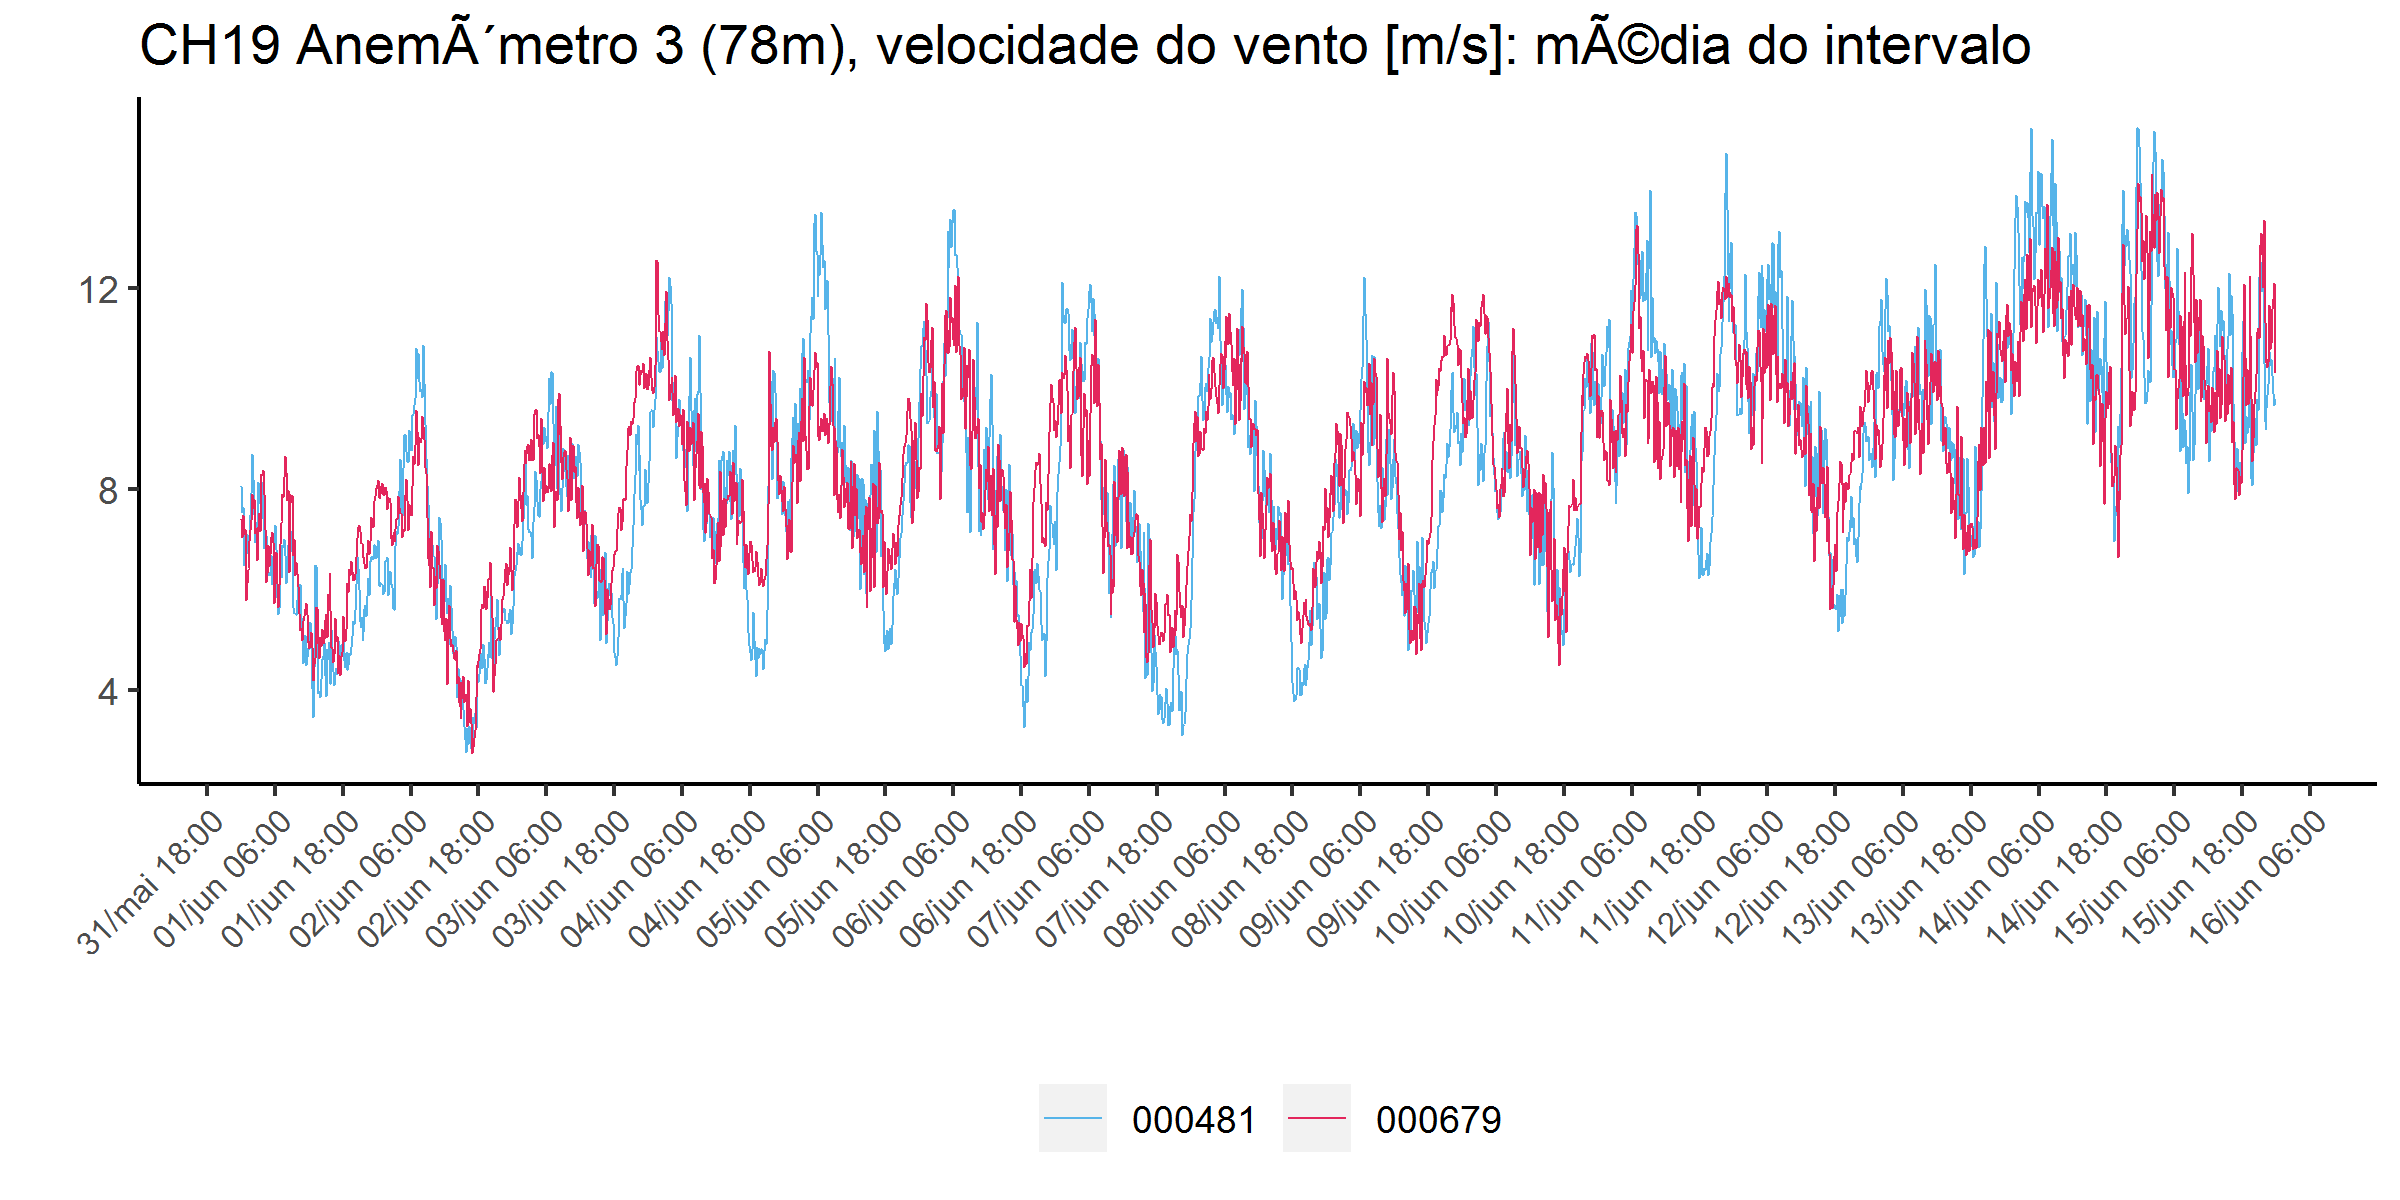 CH19 AnemÃ´metro 3 (78m), velocidade do vento [m/s]: mÃ©dia do intervalo
12
8
4
31/mai 18:00
01/jun 06:00
01/jun 18:00
02/jun 06:00
02/jun 18:00
03/jun 06:00
03/jun 18:00
04/jun 06:00
04/jun 18:00
05/jun 06:00
05/jun 18:00
06/jun 06:00
06/jun 18:00
07/jun 06:00
07/jun 18:00
08/jun 06:00
08/jun 18:00
09/jun 06:00
09/jun 18:00
10/jun 06:00
10/jun 18:00
11/jun 06:00
11/jun 18:00
12/jun 06:00
12/jun 18:00
13/jun 06:00
13/jun 18:00
14/jun 06:00
14/jun 18:00
15/jun 06:00
15/jun 18:00
16/jun 06:00
000481
000679